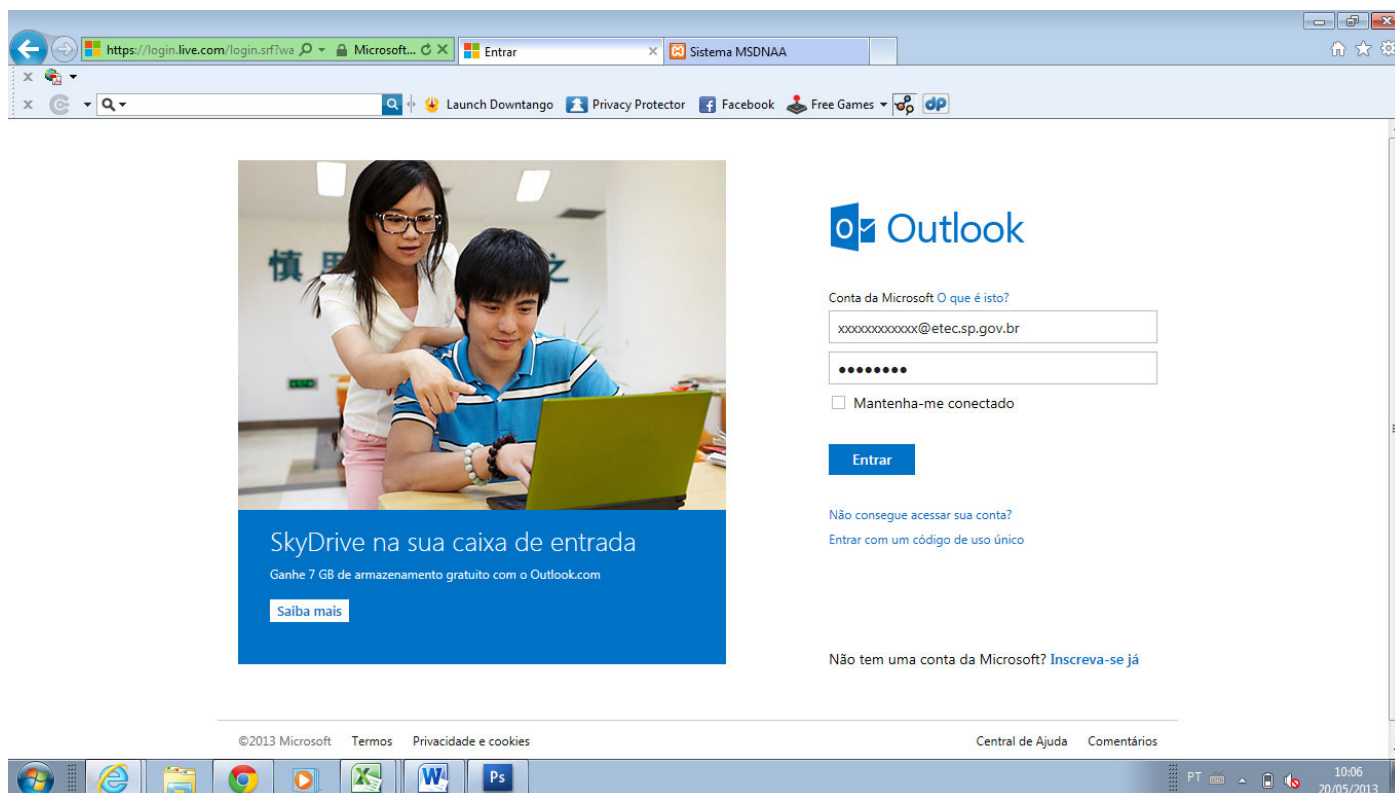 https://login.live.com/login.srf?wa
Microsoft...
Entrar
Sistema MSDNAA
Launch Downtango
Privacy Protector
Facebook
Free Games
dp
慎思
之
Outlook
Conta da Microsoft O que é isto?
xxxxxxxxxxxx@etec.sp.gov.br
Mantenha-me conectado
Entrar
Não consegue acessar sua conta?
Entrar com um código de uso único
SkyDrive na sua caixa de entrada
Ganhe 7 GB de armazenamento gratuito com o Outlook.com
Saiba mais
Não tem uma conta da Microsoft? Inscreva-se já
©2013 Microsoft Termos Privacidade e cookies
Central de Ajuda Comentários
Ps
PT
10:06
20/05/2013